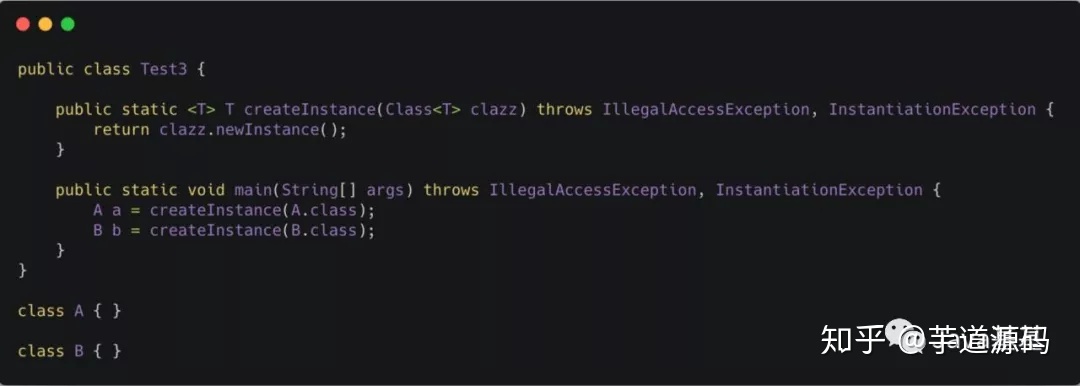 public class Test3 {
    public static <T> T createInstance(Class<T> clazz) throws IllegalAccessException, InstantiationException {
        return clazz.newInstance();
    }
    public static void main(String[] args) throws IllegalAccessException, InstantiationException {
        A a = createInstance(A.class);
        B b = createInstance(B.class);
    }
}
class A { }
class B { }
知乎 @芋道源码